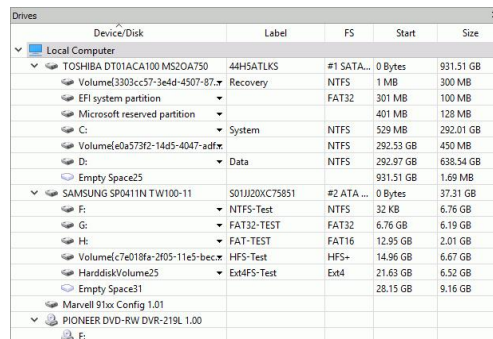 Drives
Device/Disk Label FS Start Size
Local Computer
TOSHIBA DT01ACA100 MS2OA750 44H5ATLKS #1 SATA... 0 Bytes 931.51 GB
Volume{3303cc57-3e4d-4507-87.. Recovery NTFS 1 MB 300 MB
EFI system partition FAT32 301 MB 100 MB
Microsoft reserved partition 401 MB 128 MB
C: System NTFS 529 MB 292.01 GB
Volume{e0a573f2-14d5-4047-adf.. NTFS 292.53 GB 450 MB
D: Data NTFS 292.97 GB 638.54 GB
Empty Space25 931.51 GB 1.69 MB
SAMSUNG SP0411N TW100-11 S01JJ20XC75851 #2 ATA ... 0 Bytes 37.31 GB
F: NTFS-Test NTFS 32 KB 6.76 GB
G: FAT32-TEST FAT32 6.76 GB 6.19 GB
H: FAT-TEST FAT16 12.95 GB 2.01 GB
Volume{c7e018fa-2f05-11e5-bec.. HFS-Test HFS+ 14.96 GB 6.67 GB
HarddiskVolume25 Ext4FS-Test Ext4 21.63 GB 6.52 GB
Empty Space31 28.15 GB 9.16 GB
Marvell 91xx Config 1.01
PIONEER DVD-RW DVR-219L 1.00